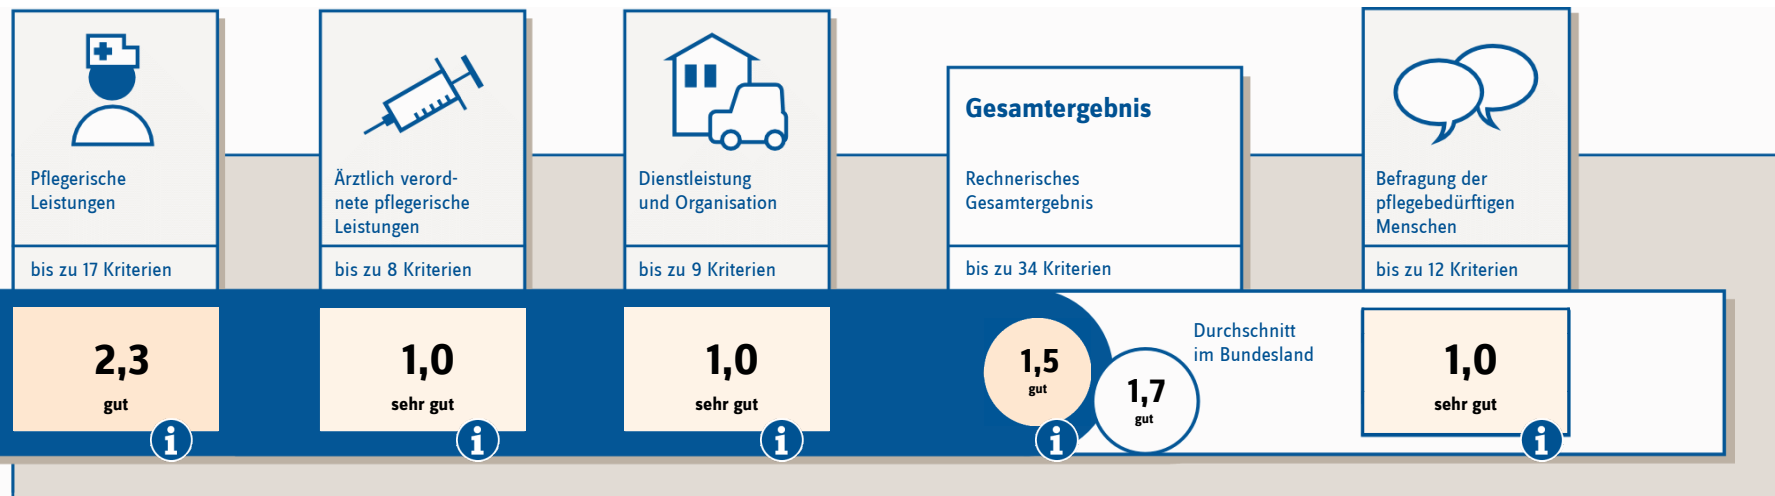 Pflegerische
Leistungen
bis zu 17 Kriterien
2,3
gut
i
Ärztlich verord-
nete pflegerische
Leistungen
bis zu 8 Kriterien
1,0
sehr gut
i
Dienstleistung
und Organisation
bis zu 9 Kriterien
1,0
sehr gut
i
Gesamtergebnis
Rechnerisches
Gesamtergebnis
bis zu 34 Kriterien
1,5
gut
i
1,7
gut
Durchschnitt
im Bundesland
Befragung der
pflegebedürftigen
Menschen
bis zu 12 Kriterien
1,0
sehr gut
i